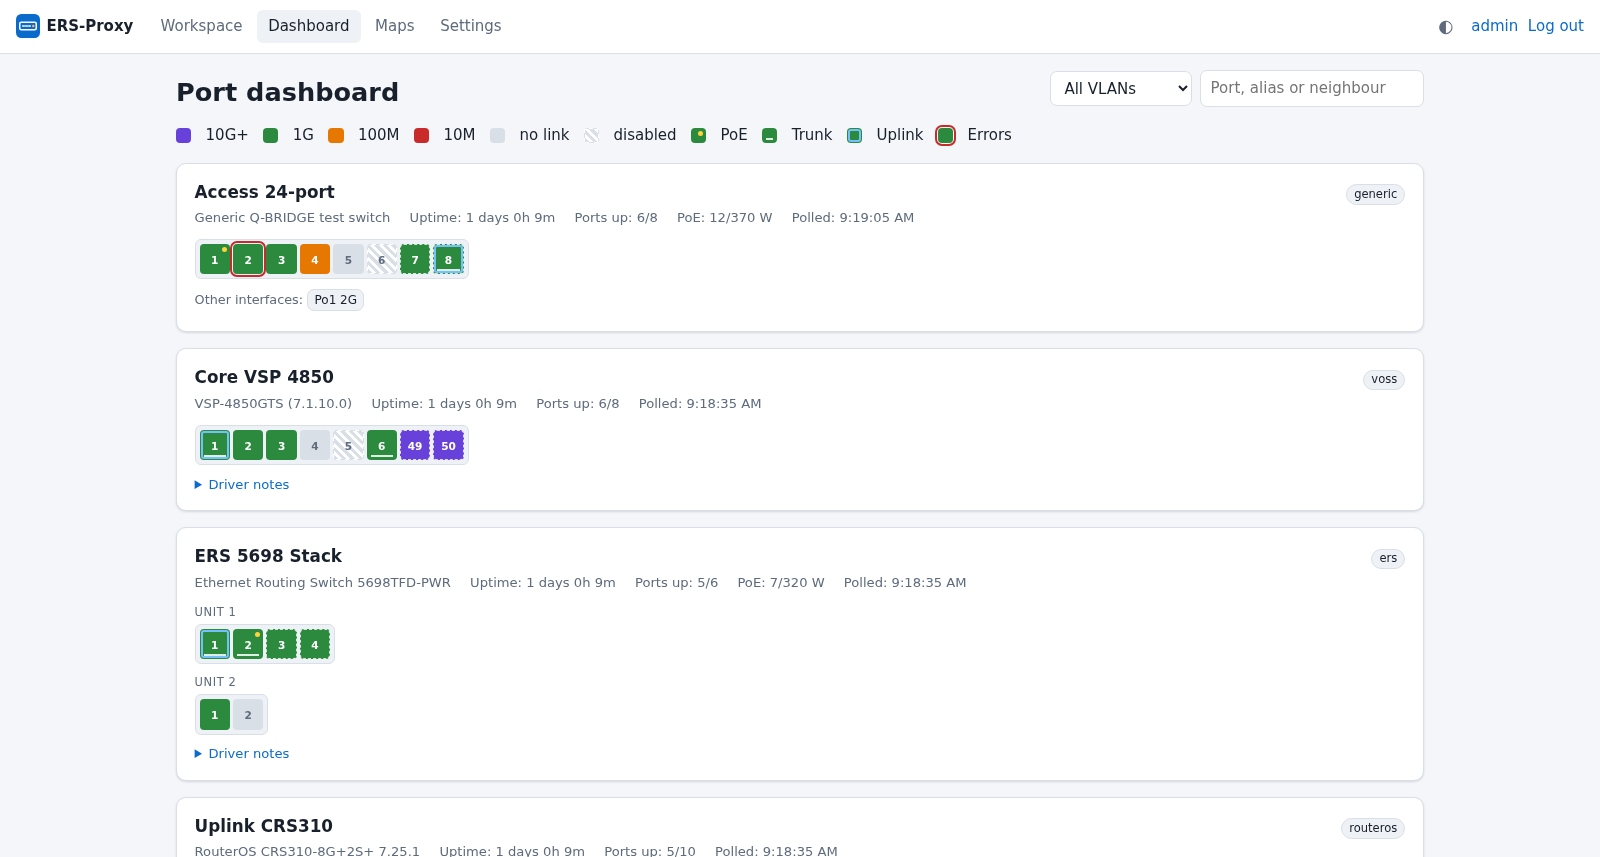 ERS-Proxy Workspace Dashboard Maps Settings admin Log out
Port dashboard All VLANs Port, alias or neighbour
10G+ 1G 100M 10M no link disabled PoE Trunk Uplink Errors
Access 24-port generic
Generic Q-BRIDGE test switch Uptime: 1 days 0h 9m Ports up: 6/8 PoE: 12/370 W Polled: 9:19:05 AM
1 2 3 4 5 6 7 8
Other interfaces: Po1 2G
Core VSP 4850 voss
VSP-4850GTS (7.1.10.0) Uptime: 1 days 0h 9m Ports up: 6/8 Polled: 9:18:35 AM
1 2 3 4 5 6 49 50
Driver notes
ERS 5698 Stack ers
Ethernet Routing Switch 5698TFD-PWR Uptime: 1 days 0h 9m Ports up: 5/6 PoE: 7/320 W Polled: 9:18:35 AM
UNIT 1
1 2 3 4
UNIT 2
1 2
Driver notes
Uplink CRS310 routeros
RouterOS CRS310-8G+2S+ 7.25.1 Uptime: 1 days 0h 9m Ports up: 5/10 Polled: 9:18:35 AM